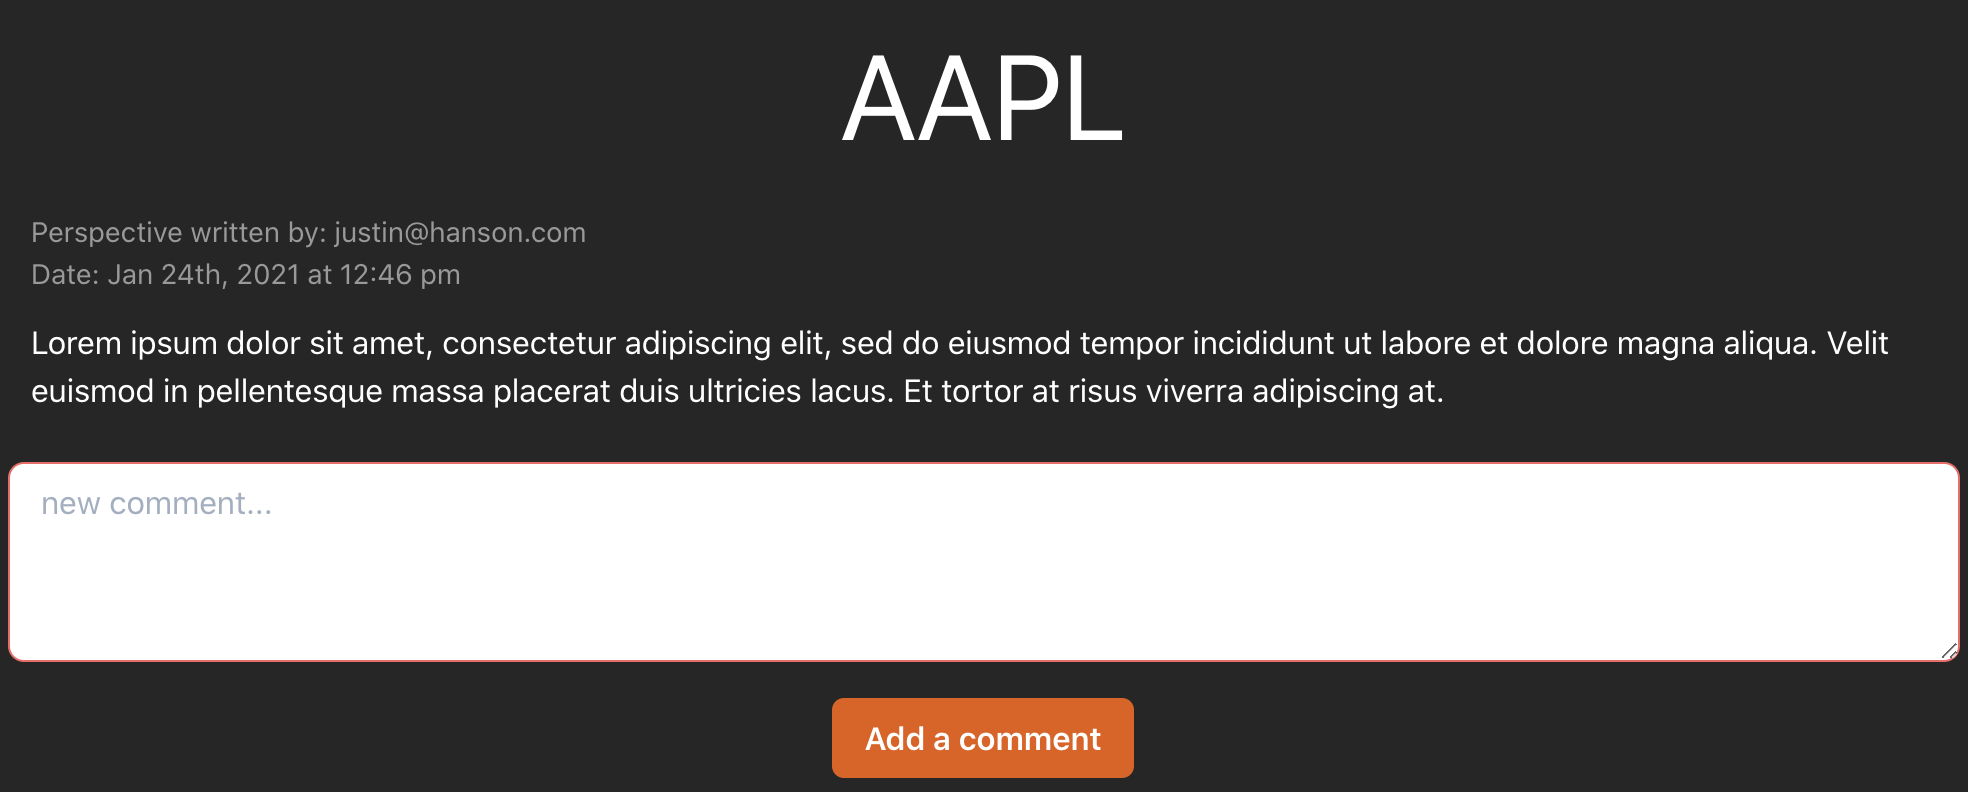 AAPL
Perspective written by: justin@hanson.com
Date: Jan 24th, 2021 at 12:46 pm
Lorem ipsum dolor sit amet, consectetur adipiscing elit, sed do eiusmod tempor incididunt ut labore et dolore magna aliqua. Velit
euismod in pellentesque massa placerat duis ultricies lacus. Et tortor at risus viverra adipiscing at.
new comment...
Add a comment